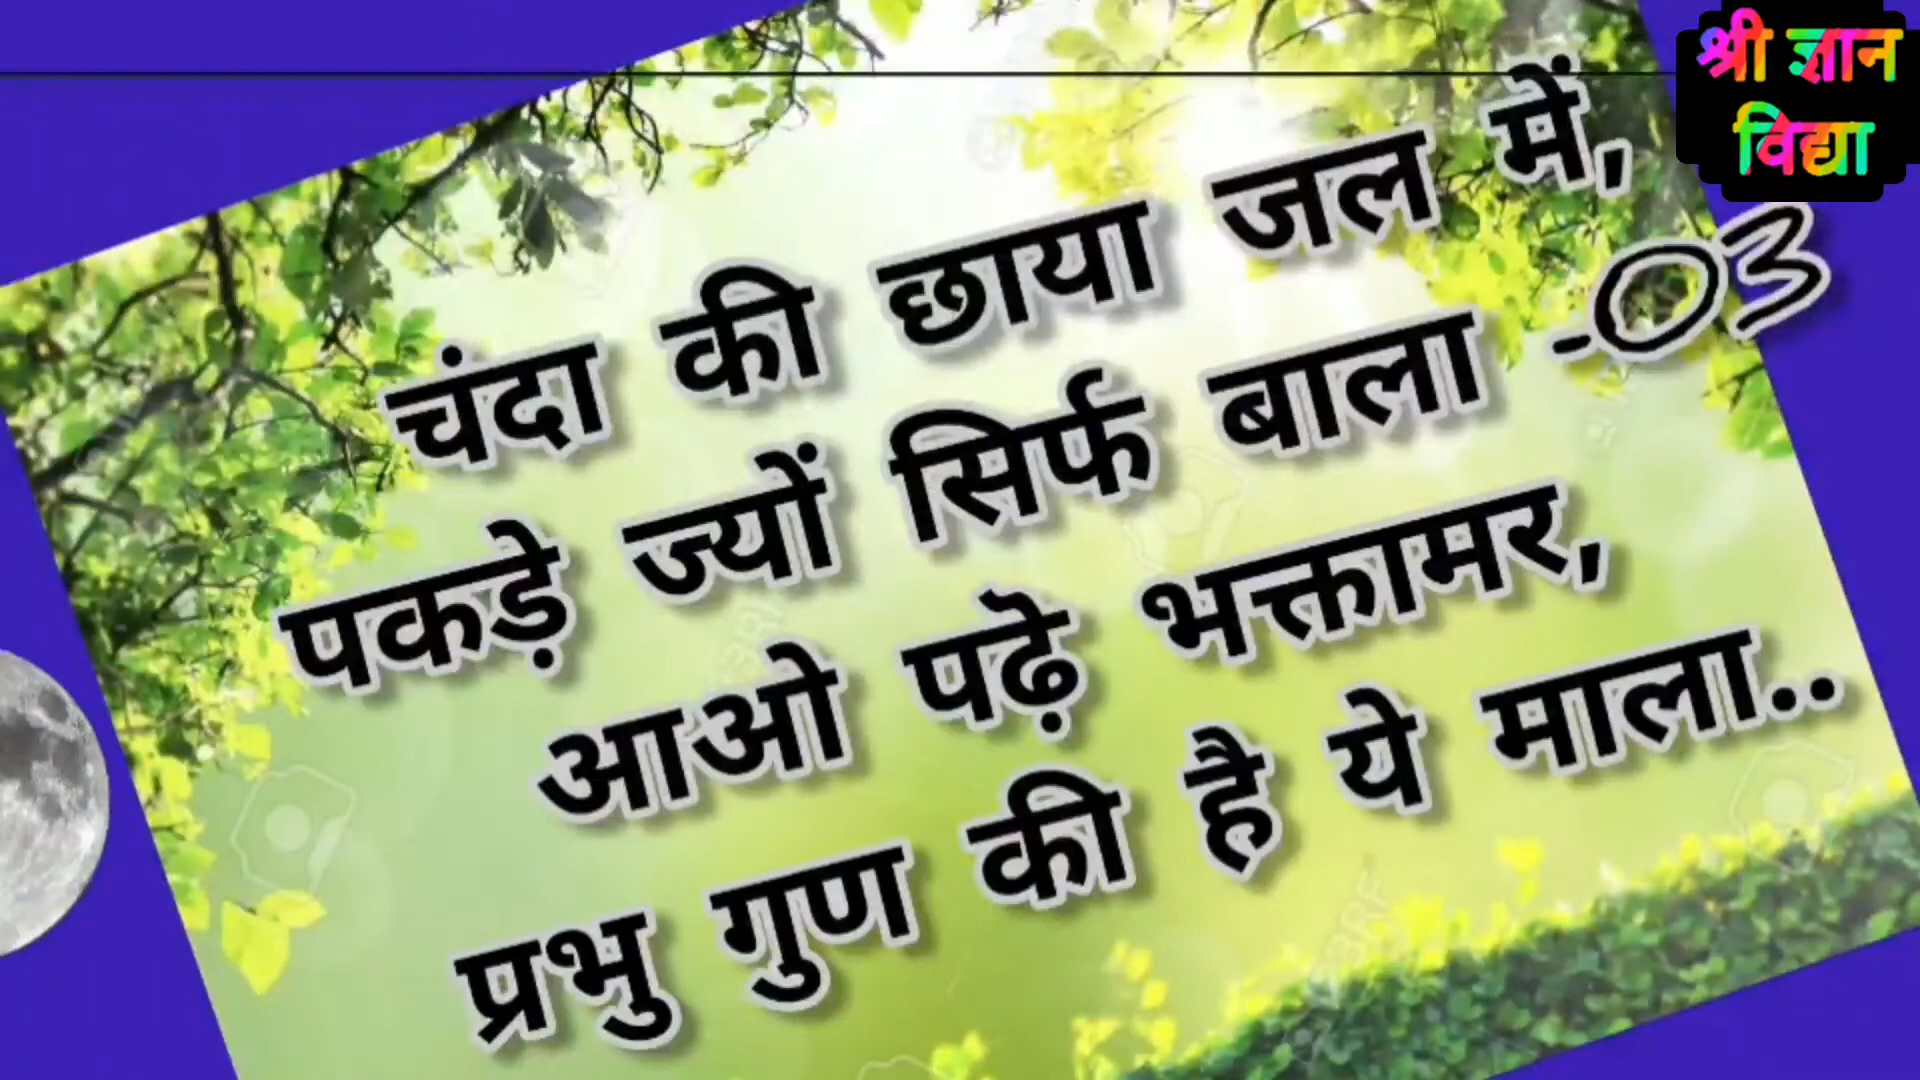 श्री ज्ञान
विद्या
चंदा की छाया जल में,
पकड़े ज्यों सिर्फ बाला -03
आओ पढ़े भक्तामर,
प्रभु गुण की है ये माला..